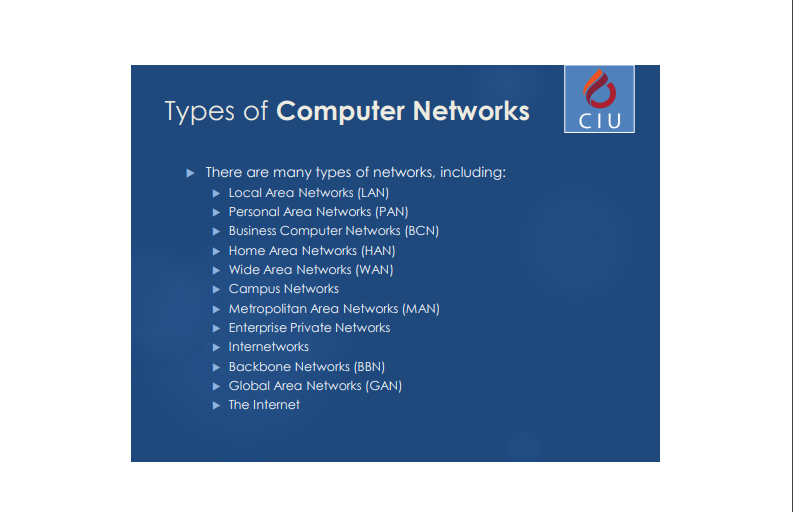 Types of Computer Networks
CIU
There are many types of networks, including:
Local Area Networks (LAN)
Personal Area Networks (PAN)
Business Computer Networks (BCN)
Home Area Networks (HAN)
Wide Area Networks (WAN)
Campus Networks
Metropolitan Area Networks (MAN)
Enterprise Private Networks
Internetworks
Backbone Networks (BBN)
Global Area Networks (GAN)
The Internet